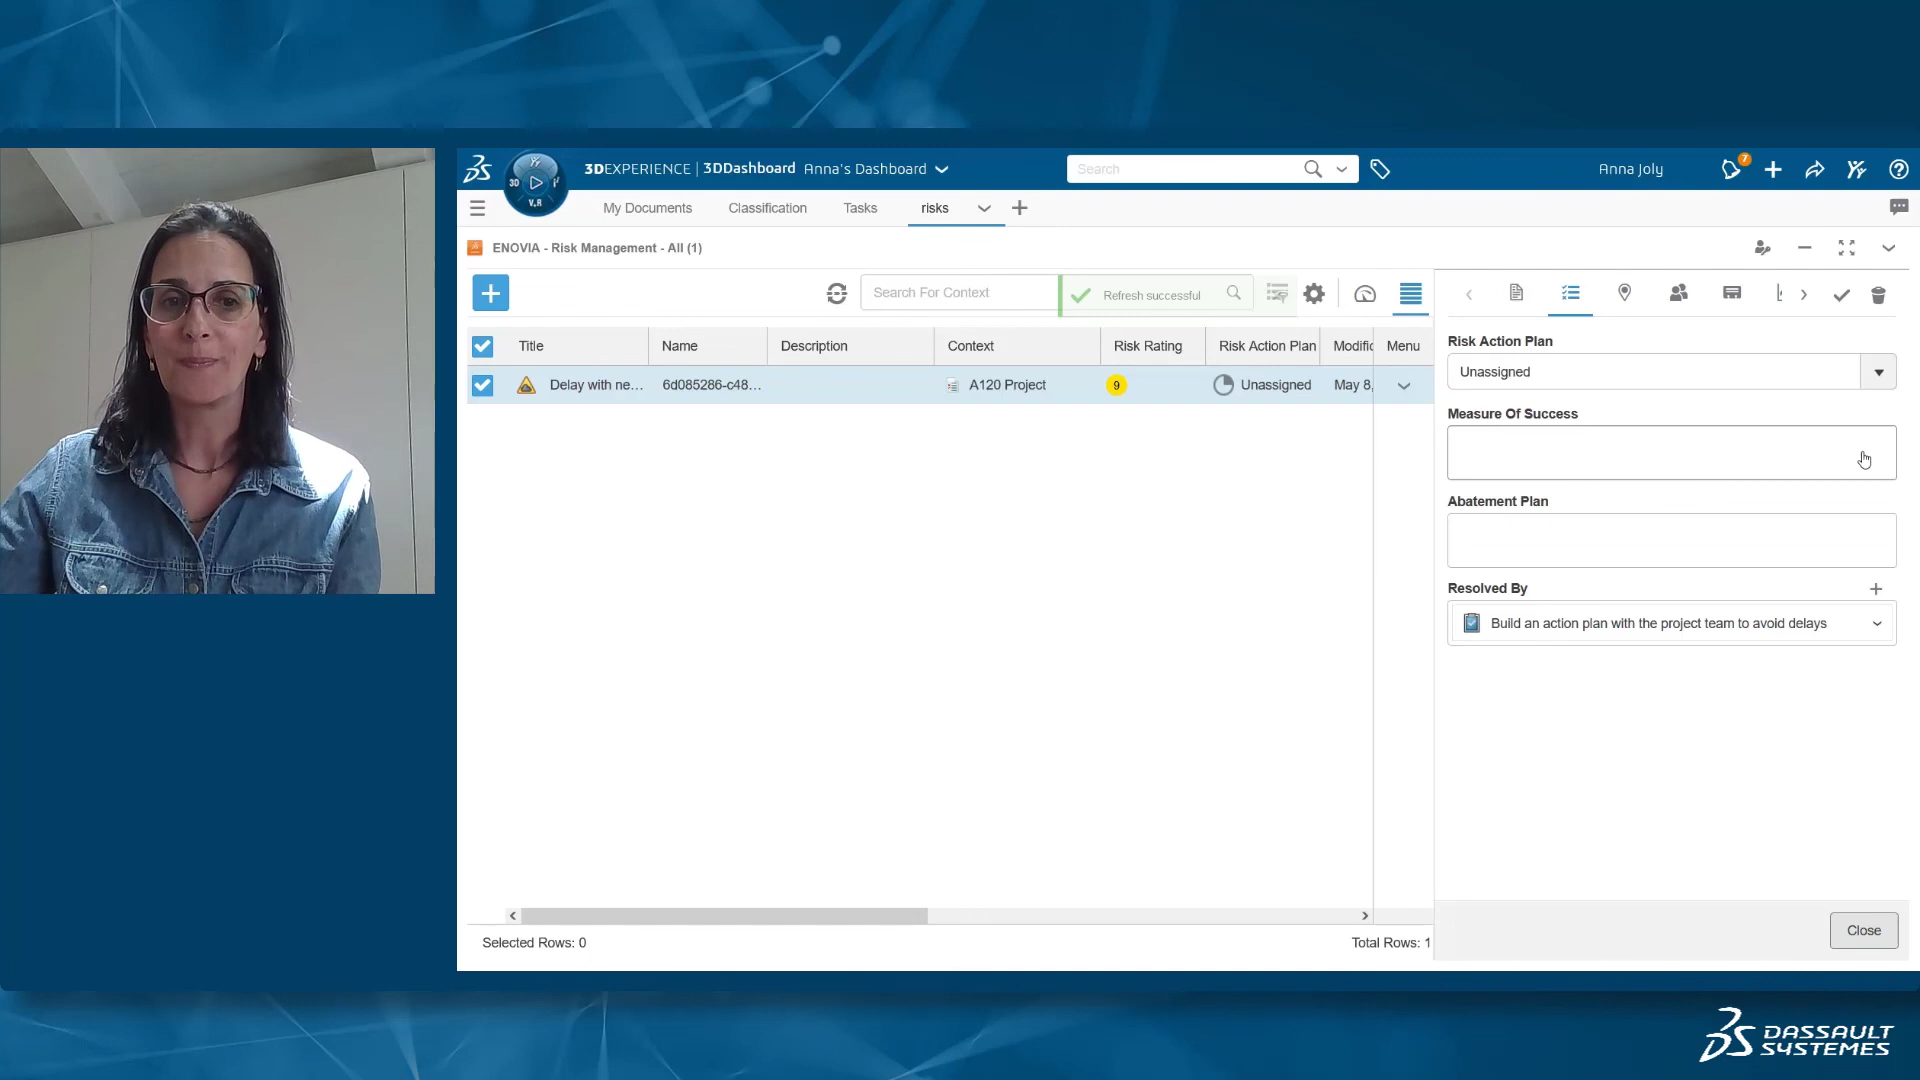 3DEXPERIENCE | 3DDashboard Anna's Dashboard
Search
Anna Joly
7
3D
V.R
My Documents
Classification
Tasks
risks
ENOVIA - Risk Management - All (1)
Search For Context
Refresh successful
Title
Name
Description
Context
Risk Rating
Risk Action Plan
Modific
Menu
Delay with ne...
6d085286-c48...
A120 Project
9
Unassigned
May 8,
Selected Rows: 0
Total Rows: 1
Risk Action Plan
Unassigned
Measure Of Success
Abatement Plan
Resolved By
Build an action plan with the project team to avoid delays
Close
DASSAULT
SYSTEMES